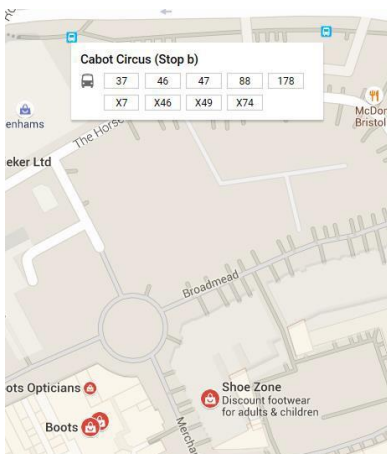 Cabot Circus (Stop b)
37 46 47 88 178
X7 X46 X49 X74
enhams
McDon
Bristol
The Horse
eker Ltd
Broadmead
ots Opticians
Shoe Zone
Discount footwear
for adults & children
Boots
Mercha